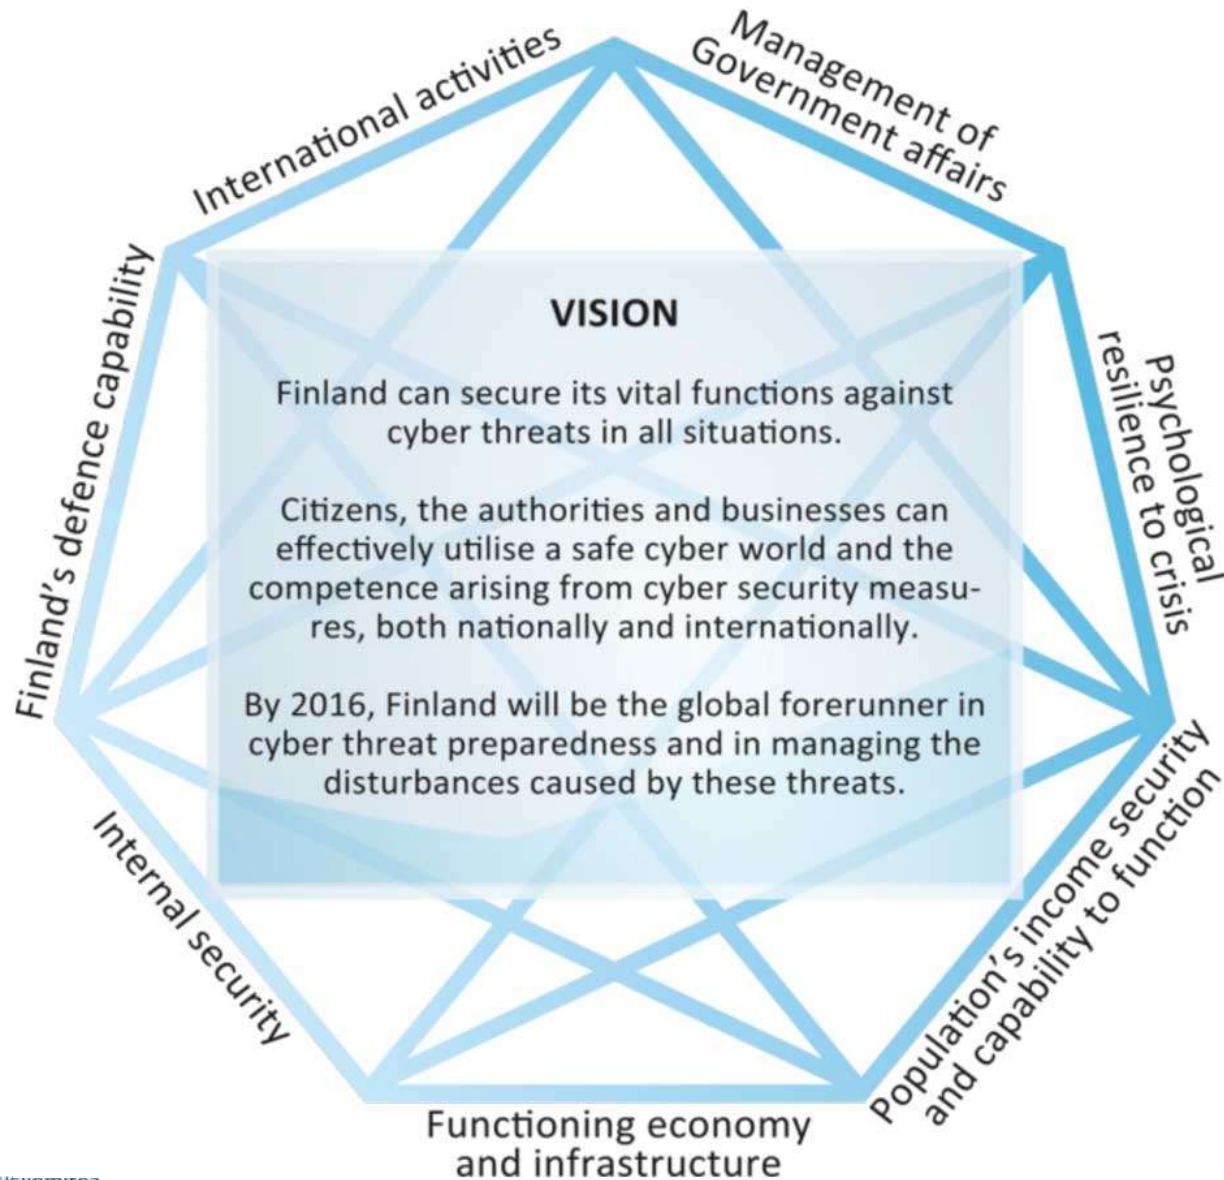 International activities
Management of
Government affairs
Finland's defence capability
Psychological
resilience to crisis
VISION
Finland can secure its vital functions against
cyber threats in all situations.
Citizens, the authorities and businesses can
effectively utilise a safe cyber world and the
competence arising from cyber security measu-
res, both nationally and internationally.
By 2016, Finland will be the global forerunner in
cyber threat preparedness and in managing the
disturbances caused by these threats.
Internal security
Population's income security
and capability to function
Functioning economy
and infrastructure